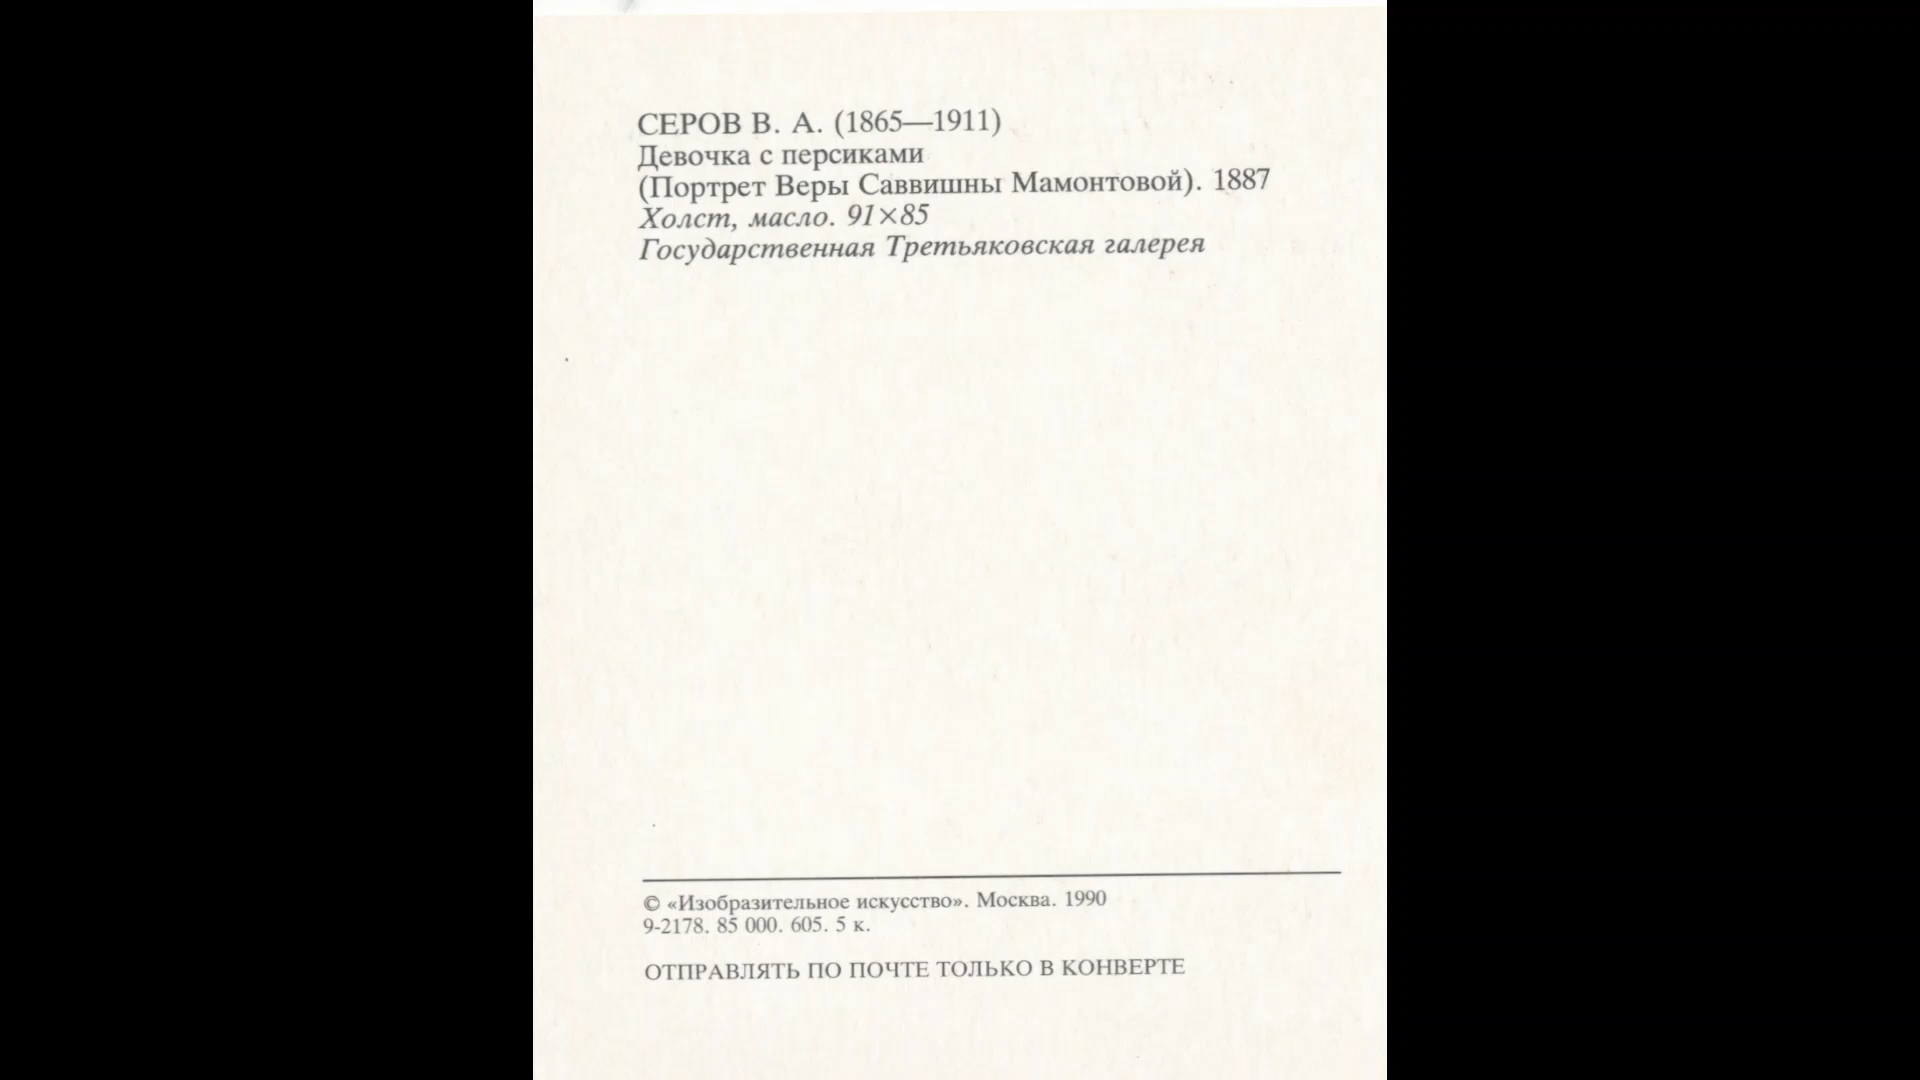 СЕРОВ В. А. (1865—1911)
Девочка с персиками
(Портрет Веры Саввишны Мамонтовой). 1887
Холст, масло. 91×85
Государственная Третьяковская галерея
© «Изобразительное искусство». Москва. 1990
9-2178. 85 000. 605. 5 к.
ОТПРАВЛЯТЬ ПО ПОЧТЕ ТОЛЬКО В КОНВЕРТЕ